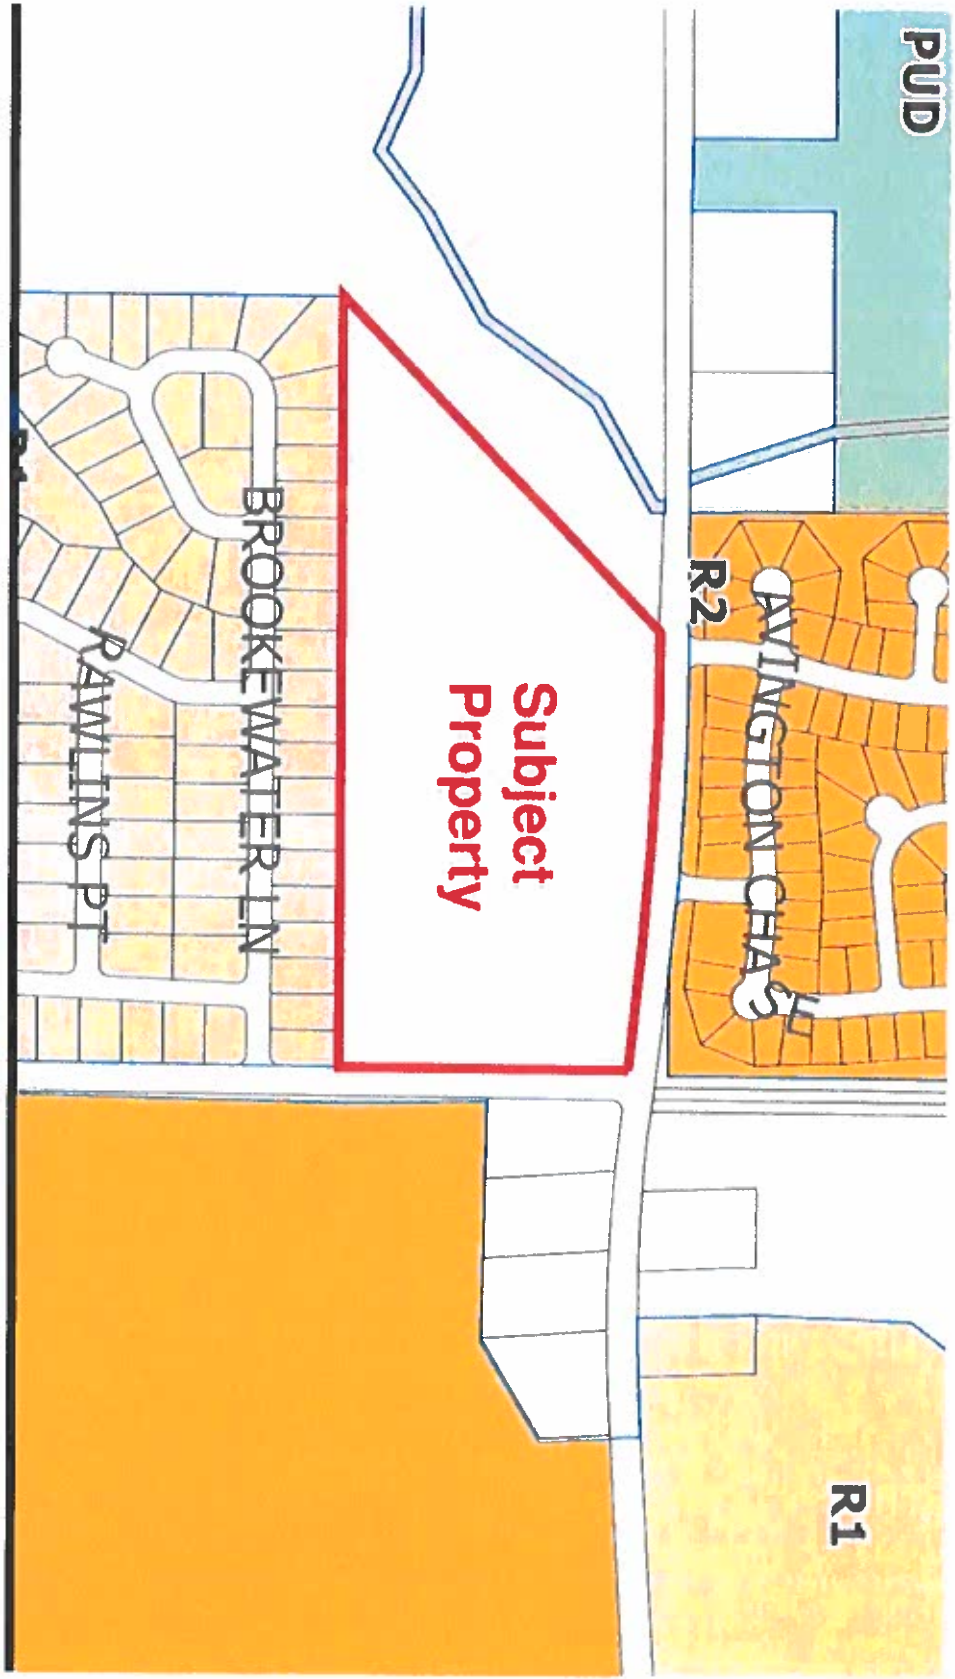 PUD
R2
AVINGTON CHASE
Subject
Property
BROOKEWATER LN
RAWLINS PT
R1